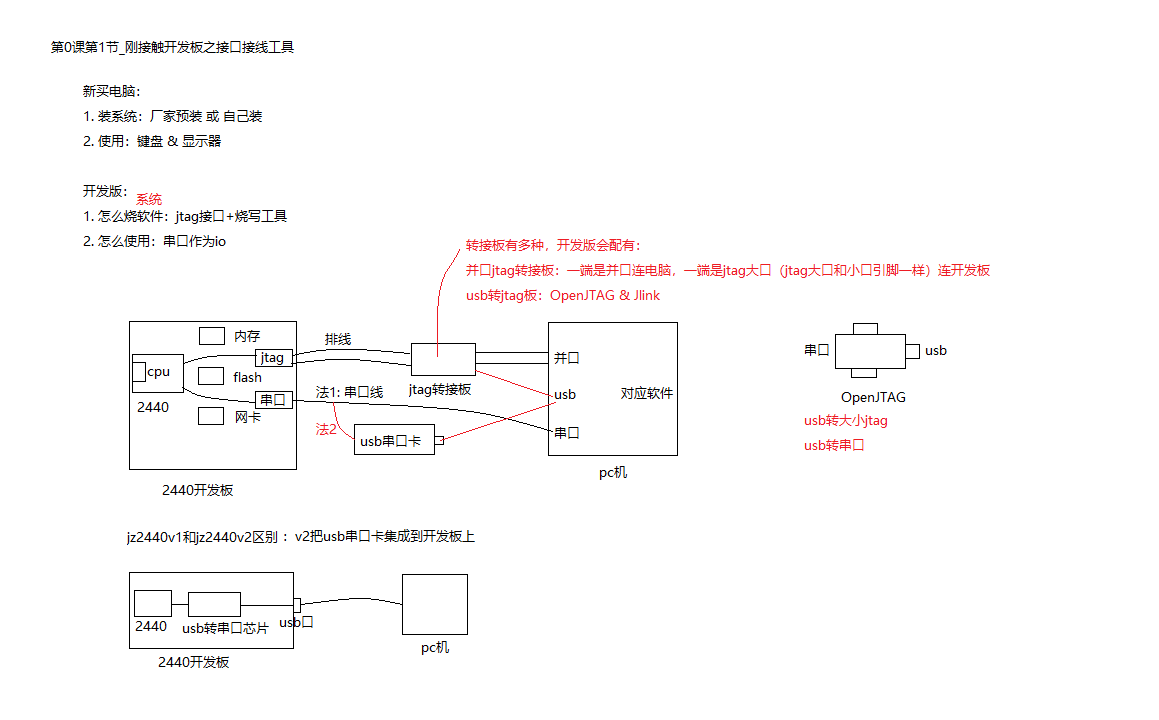 第0课第1节_刚接触开发板之接口接线工具
新买电脑：
1. 装系统：厂家预装 或 自己装
2. 使用：键盘 & 显示器
开发版：
系统
1. 怎么烧软件：jtag接口+烧写工具
2. 怎么使用：串口作为io
转接板有多种，开发版会配有：
并口jtag转接板：一端是并口连电脑，一端是jtag大口（jtag大口和小口引脚一样）连开发板
usb转jtag板：OpenJTAG & Jlink
内存
jtag
cpu
flash
2440
串口
网卡
2440开发板
排线
jtag转接板
法1: 串口线
法2
usb串口卡
并口
usb
对应软件
串口
pc机
串口
usb
OpenJTAG
usb转大小jtag
usb转串口
jz2440v1和jz2440v2区别 ：v2把usb串口卡集成到开发板上
2440
usb转串口芯片
usb口
2440开发板
pc机